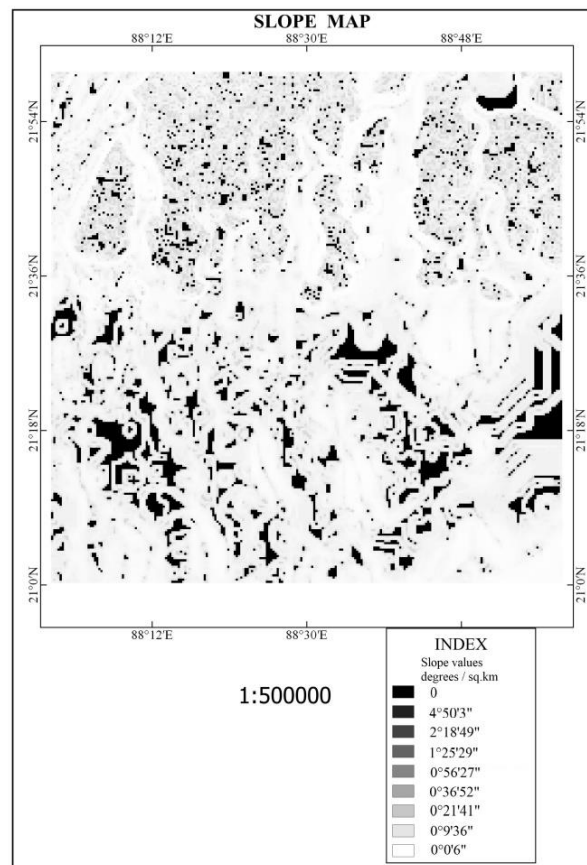 SLOPE MAP
88°12'E 88°30'E 88°48'E
21°54'N 21°54'N
21°36'N 21°36'N
21°18'N 21°18'N
21°0'N 21°0'N
88°12'E 88°30'E 88°48'E
INDEX
Slope values
degrees / sq.km
0
4°50'3"
2°18'49"
1°25'29"
0°56'27"
0°36'52"
0°21'41"
0°9'36"
0°0'6"
1:500000